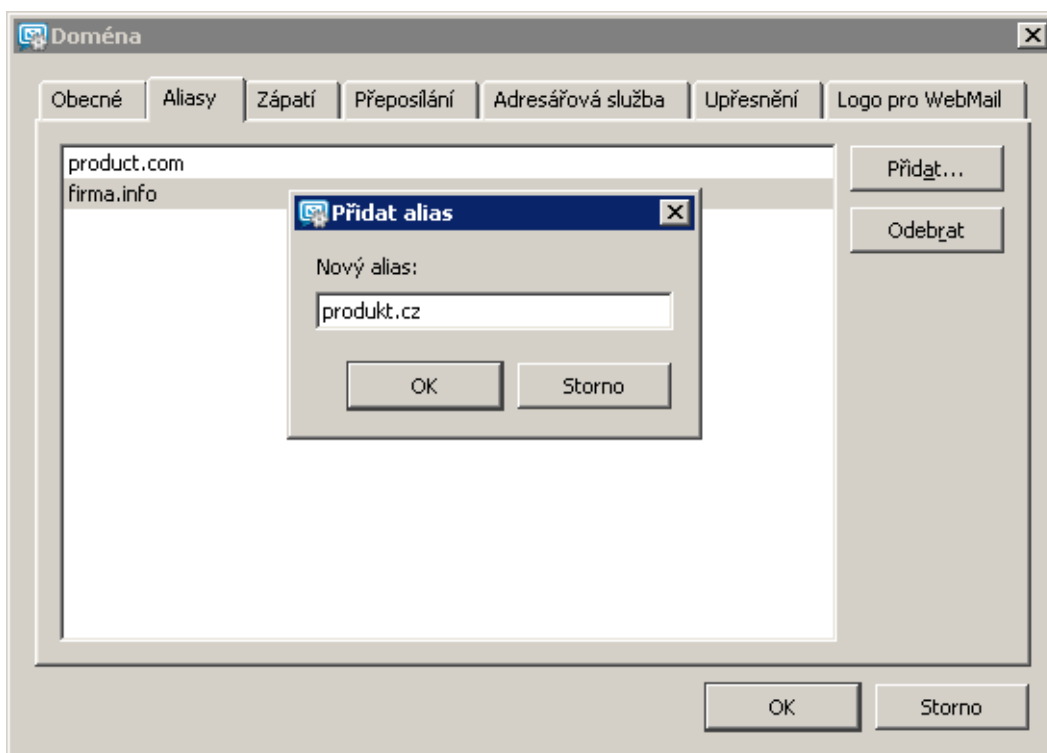 Doména
Obecné Aliasy Zápatí Přeposílání Adresářová služba Upřesnění Logo pro WebMail
product.com
firma.info
Přidat...
Odebrat
Přidat alias
Nový alias:
produkt.cz
OK Storno
OK Storno